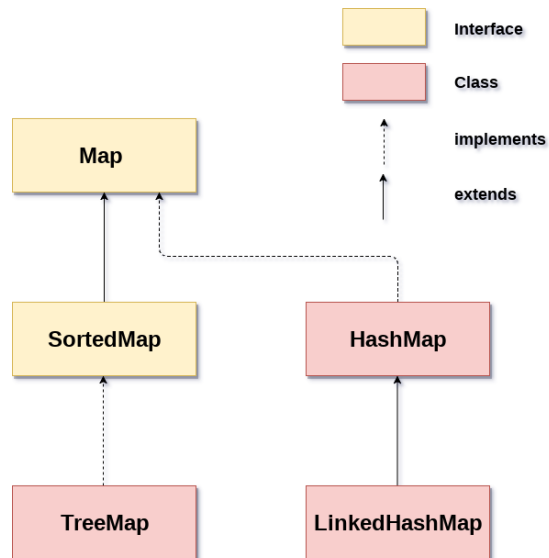 Interface
Class
implements
extends
Map
SortedMap
HashMap
TreeMap
LinkedHashMap